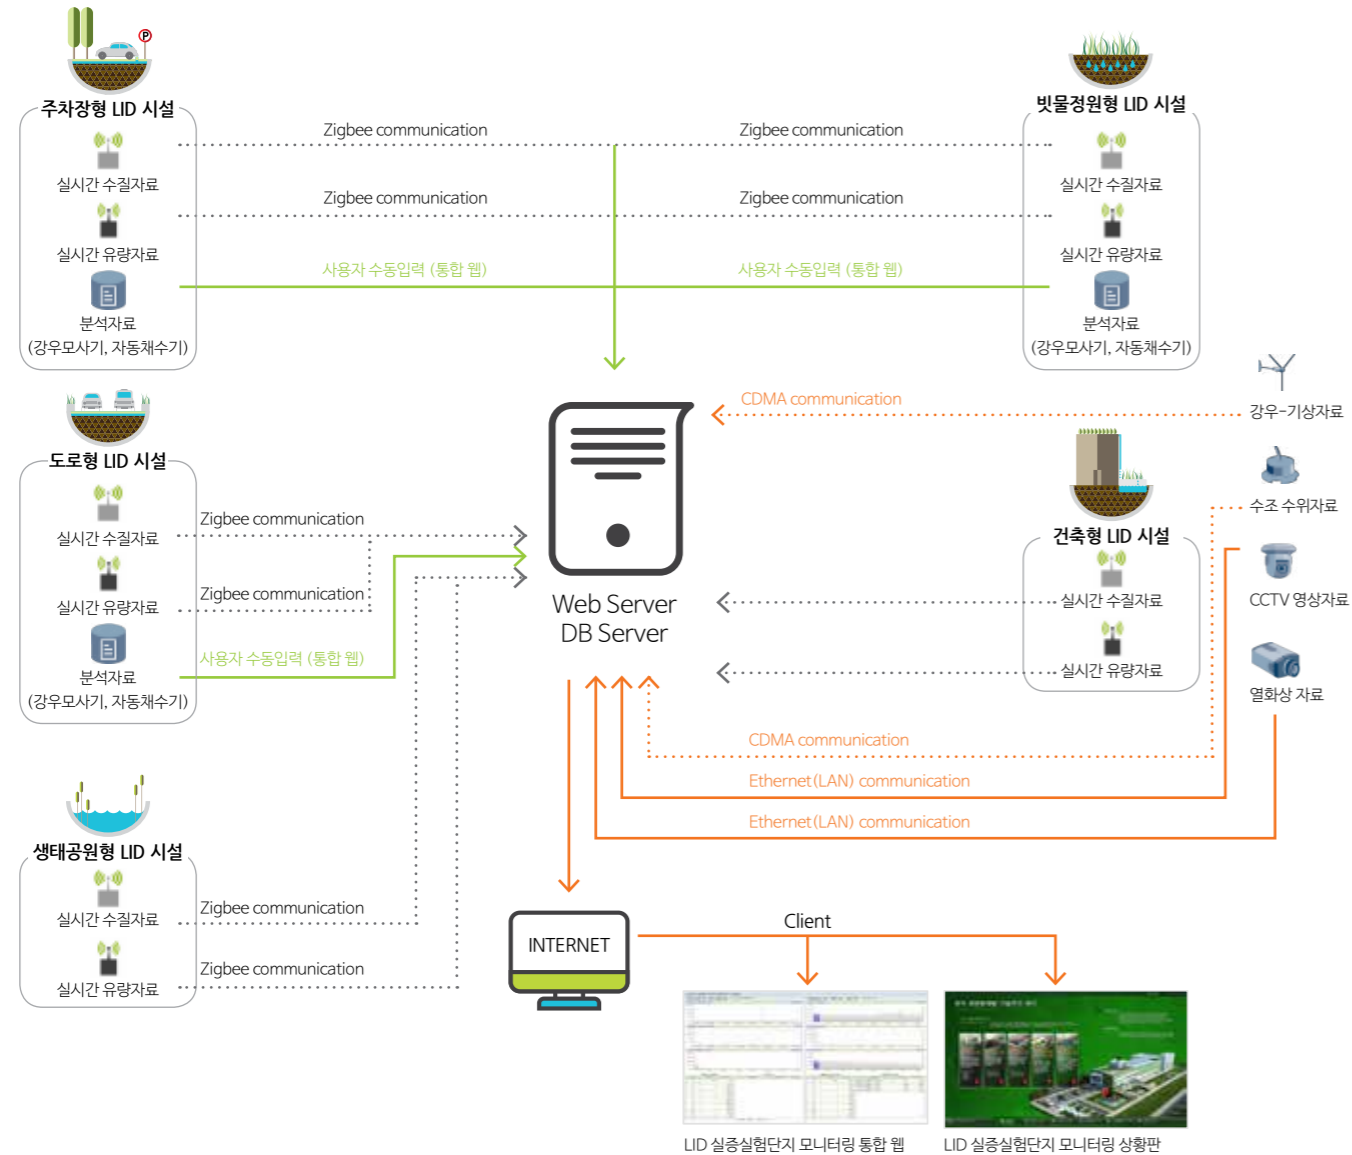 주차장형 LID 시설
실시간 수질자료
실시간 유량자료
분석자료
(강우모사기, 자동채수기)
Zigbee communication
Zigbee communication
Zigbee communication
Zigbee communication
사용자 수동입력 (통합 웹)
사용자 수동입력 (통합 웹)
빗물정원형 LID 시설
실시간 수질자료
실시간 유량자료
분석자료
(강우모사기, 자동채수기)
도로형 LID 시설
실시간 수질자료
실시간 유량자료
분석자료
(강우모사기, 자동채수기)
Zigbee communication
Zigbee communication
사용자 수동입력 (통합 웹)
Web Server
DB Server
CDMA communication
강우-기상자료
수조 수위자료
CCTV 영상자료
열화상 자료
건축형 LID 시설
실시간 수질자료
실시간 유량자료
CDMA communication
Ethernet(LAN) communication
Ethernet(LAN) communication
생태공원형 LID 시설
실시간 수질자료
실시간 유량자료
Zigbee communication
Zigbee communication
INTERNET
Client
LID 실증실험단지 모니터링 통합 웹
LID 실증실험단지 모니터링 상황판